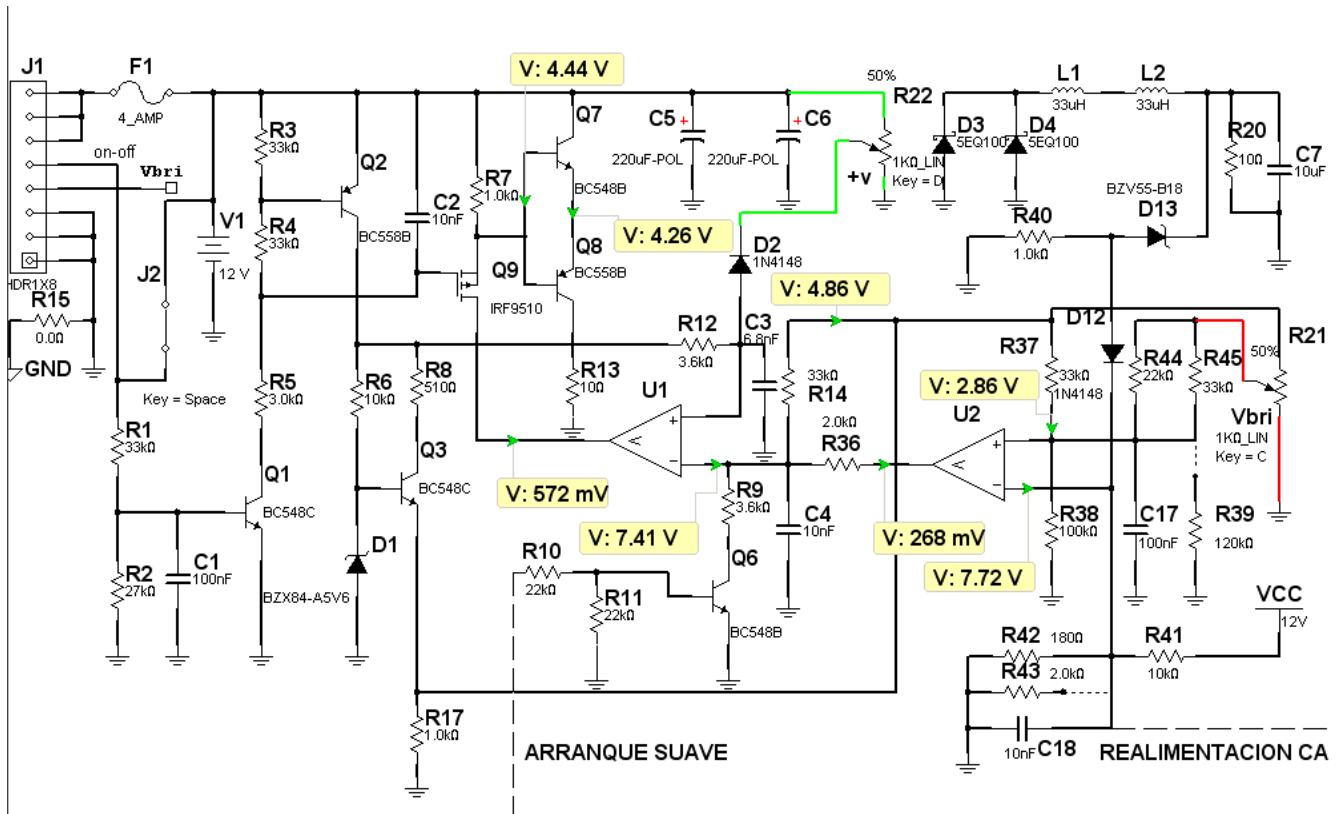 J1
F1
4_AMP
on-off
Vbri
HDR1X8
R15
0.0Ω
GND
J2
Key = Space
V1
12 V
R1
33kΩ
R2
27kΩ
C1
100nF
R3
33kΩ
R4
33kΩ
R5
3.0kΩ
Q1
BC548C
Q2
BC558B
R6
10kΩ
D1
BZX84-A5V6
C2
10nF
R8
510Ω
Q3
BC548C
R17
1.0kΩ
V: 4.44 V
R7
1.0kΩ
Q7
BC548B
V: 4.26 V
Q8
BC558B
Q9
IRF9510
R13
10Ω
C5
220uF-POL
C6
220uF-POL
50%
R22
1KΩ_LIN
Key = D
+v
D2
1N4148
R12
3.6kΩ
C3
6.8nF
U1
V: 572 mV
V: 7.41 V
V: 4.86 V
33kΩ
R14
2.0kΩ
R36
R9
3.6kΩ
C4
10nF
Q6
BC548B
R10
22kΩ
R11
22kΩ
ARRANQUE SUAVE
D3
5EQ100
D4
5EQ100
L1
33uH
L2
33uH
R20
10Ω
C7
10uF
BZV55-B18
D13
R40
1.0kΩ
D12
1N4148
R37
33kΩ
V: 2.86 V
U2
V: 268 mV
V: 7.72 V
R38
100kΩ
R44
22kΩ
R45
33kΩ
50%
R21
Vbri
1KΩ_LIN
Key = C
C17
100nF
R39
120kΩ
VCC
12V
R42
180Ω
R43
2.0kΩ
R41
10kΩ
10nF
C18
REALIMENTACION CA